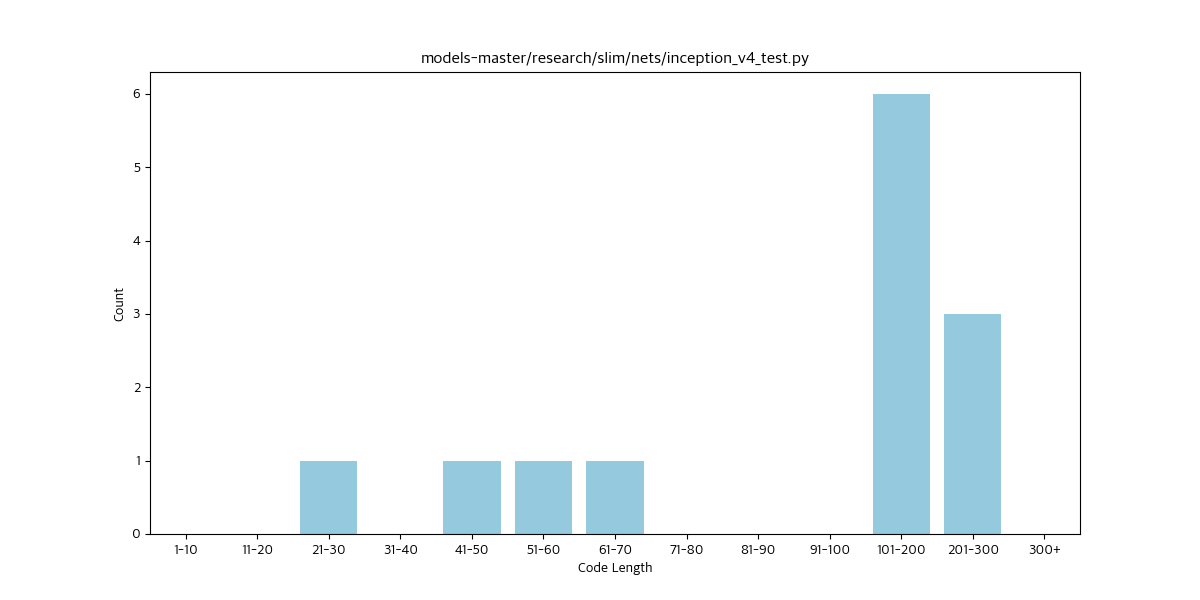 models-master/research/slim/nets/inception_v4_test.py
Count
6
5
4
3
2
1
0
1-10 11-20 21-30 31-40 41-50 51-60 61-70 71-80 81-90 91-100 101-200 201-300 300+
Code Length